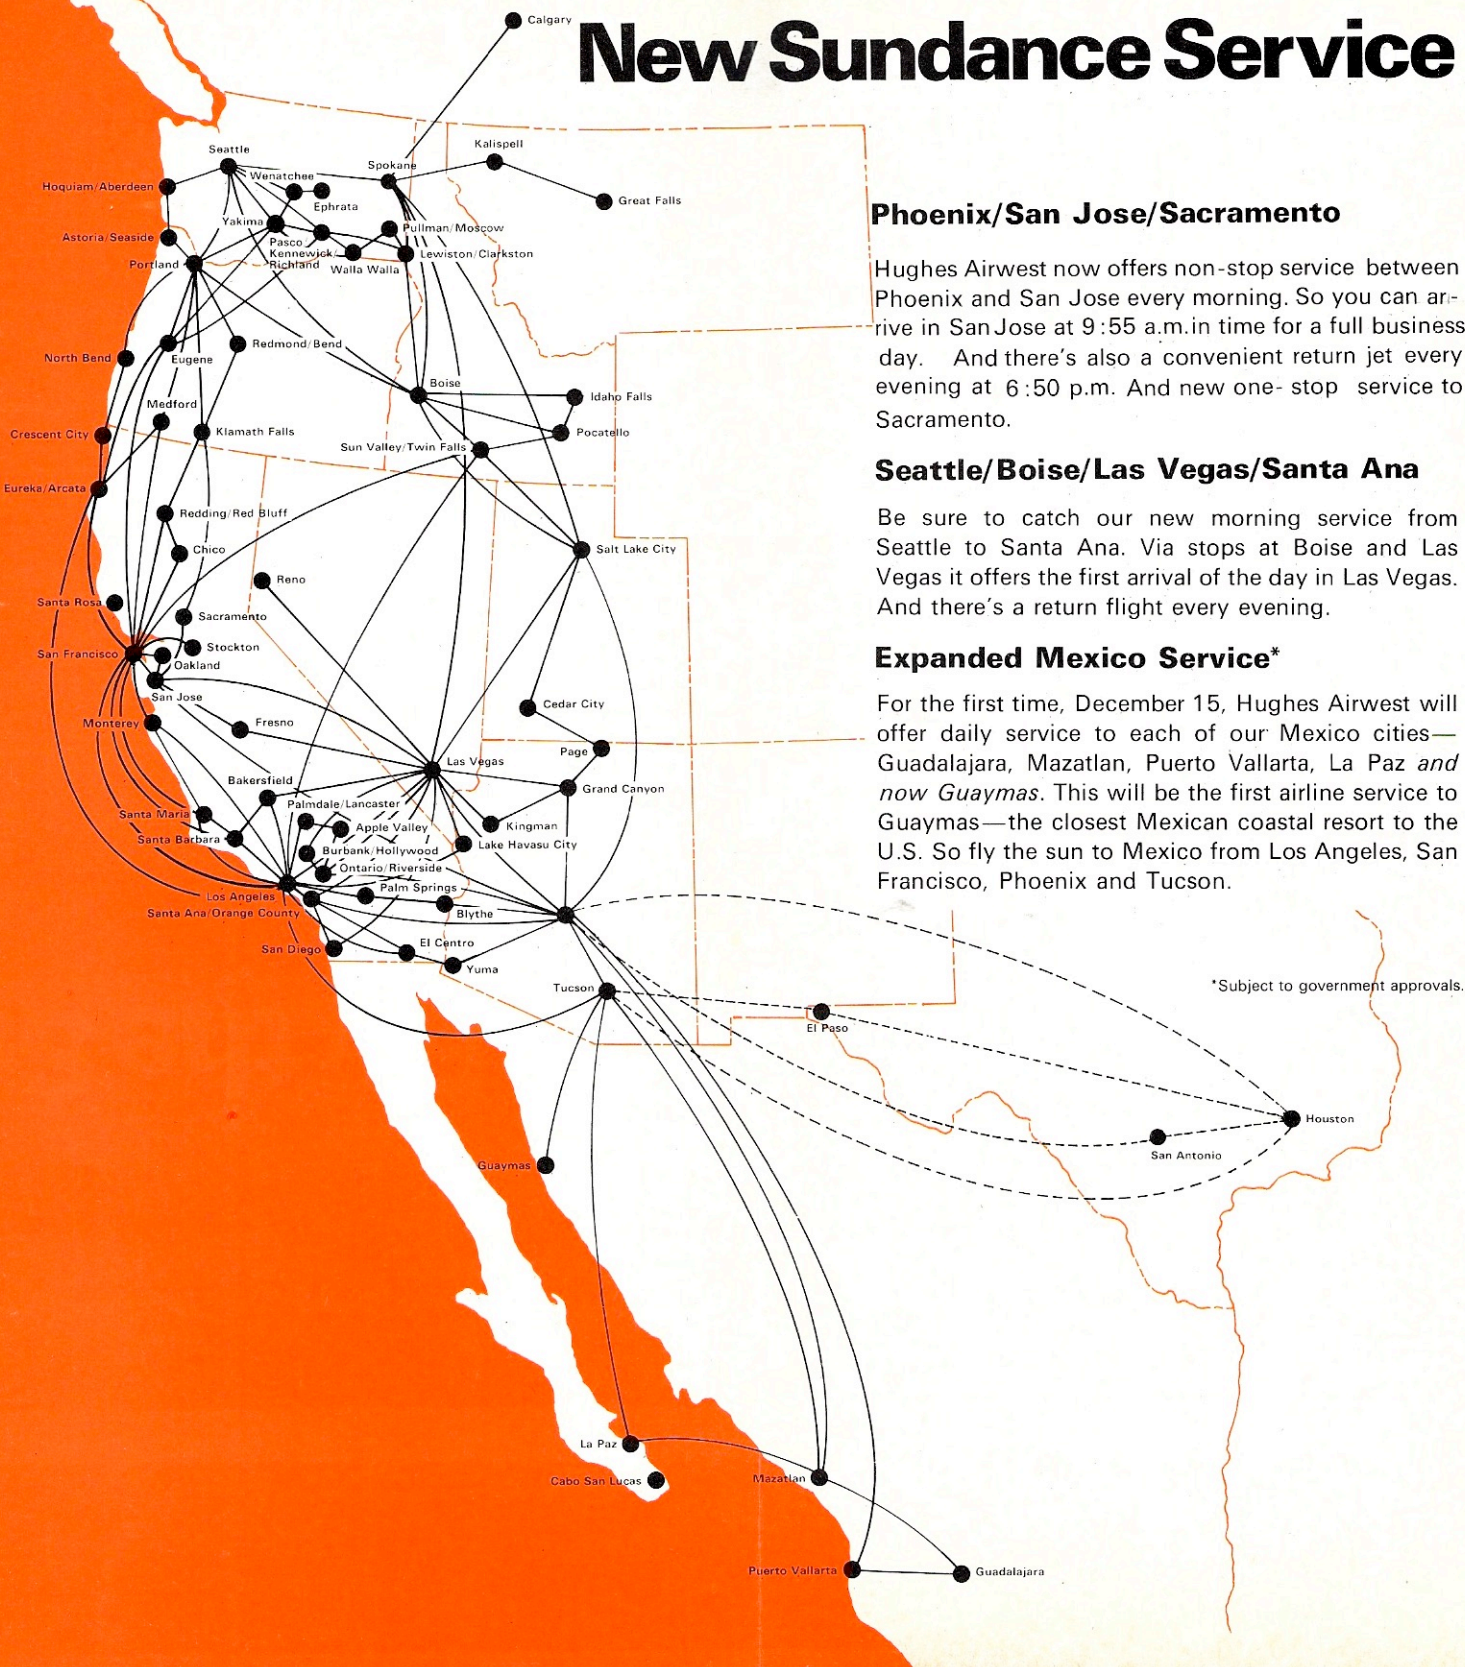 New Sundance Service
Calgary
Seattle
Kalispell
Spokane
Wenatchee
Hoquiam/Aberdeen
Great Falls
Ephrata
Yakima
Pullman/Moscow
Astoria/Seaside
Pasco
Kennewick/
Richland
Lewiston/Clarkston
Portland
Walla Walla
North Bend
Eugene
Redmond/Bend
Boise
Idaho Falls
Medford
Crescent City
Klamath Falls
Pocatello
Sun Valley/Twin Falls
Eureka/Arcata
Redding/Red Bluff
Chico
Salt Lake City
Reno
Santa Rosa
Sacramento
San Francisco
Stockton
Oakland
San Jose
Cedar City
Monterey
Fresno
Page
Las Vegas
Bakersfield
Grand Canyon
Palmdale/Lancaster
Santa Maria
Apple Valley
Kingman
Santa Barbara
Burbank/Hollywood
Lake Havasu City
Ontario/Riverside
Los Angeles
Palm Springs
Santa Ana/Orange County
Blythe
San Diego
El Centro
Yuma
Tucson
El Paso
Houston
San Antonio
Guaymas
La Paz
Cabo San Lucas
Mazatlan
Puerto Vallarta
Guadalajara
Phoenix/San Jose/Sacramento
Hughes Airwest now offers non-stop service between
Phoenix and San Jose every morning. So you can ar-
rive in San Jose at 9:55 a.m. in time for a full business
day. And there's also a convenient return jet every
evening at 6:50 p.m. And new one- stop service to
Sacramento.
Seattle/Boise/Las Vegas/Santa Ana
Be sure to catch our new morning service from
Seattle to Santa Ana. Via stops at Boise and Las
Vegas it offers the first arrival of the day in Las Vegas.
And there's a return flight every evening.
Expanded Mexico Service*
For the first time, December 15, Hughes Airwest will
offer daily service to each of our Mexico cities—
Guadalajara, Mazatlan, Puerto Vallarta, La Paz and
now Guaymas. This will be the first airline service to
Guaymas—the closest Mexican coastal resort to the
U.S. So fly the sun to Mexico from Los Angeles, San
Francisco, Phoenix and Tucson.
*Subject to government approvals.